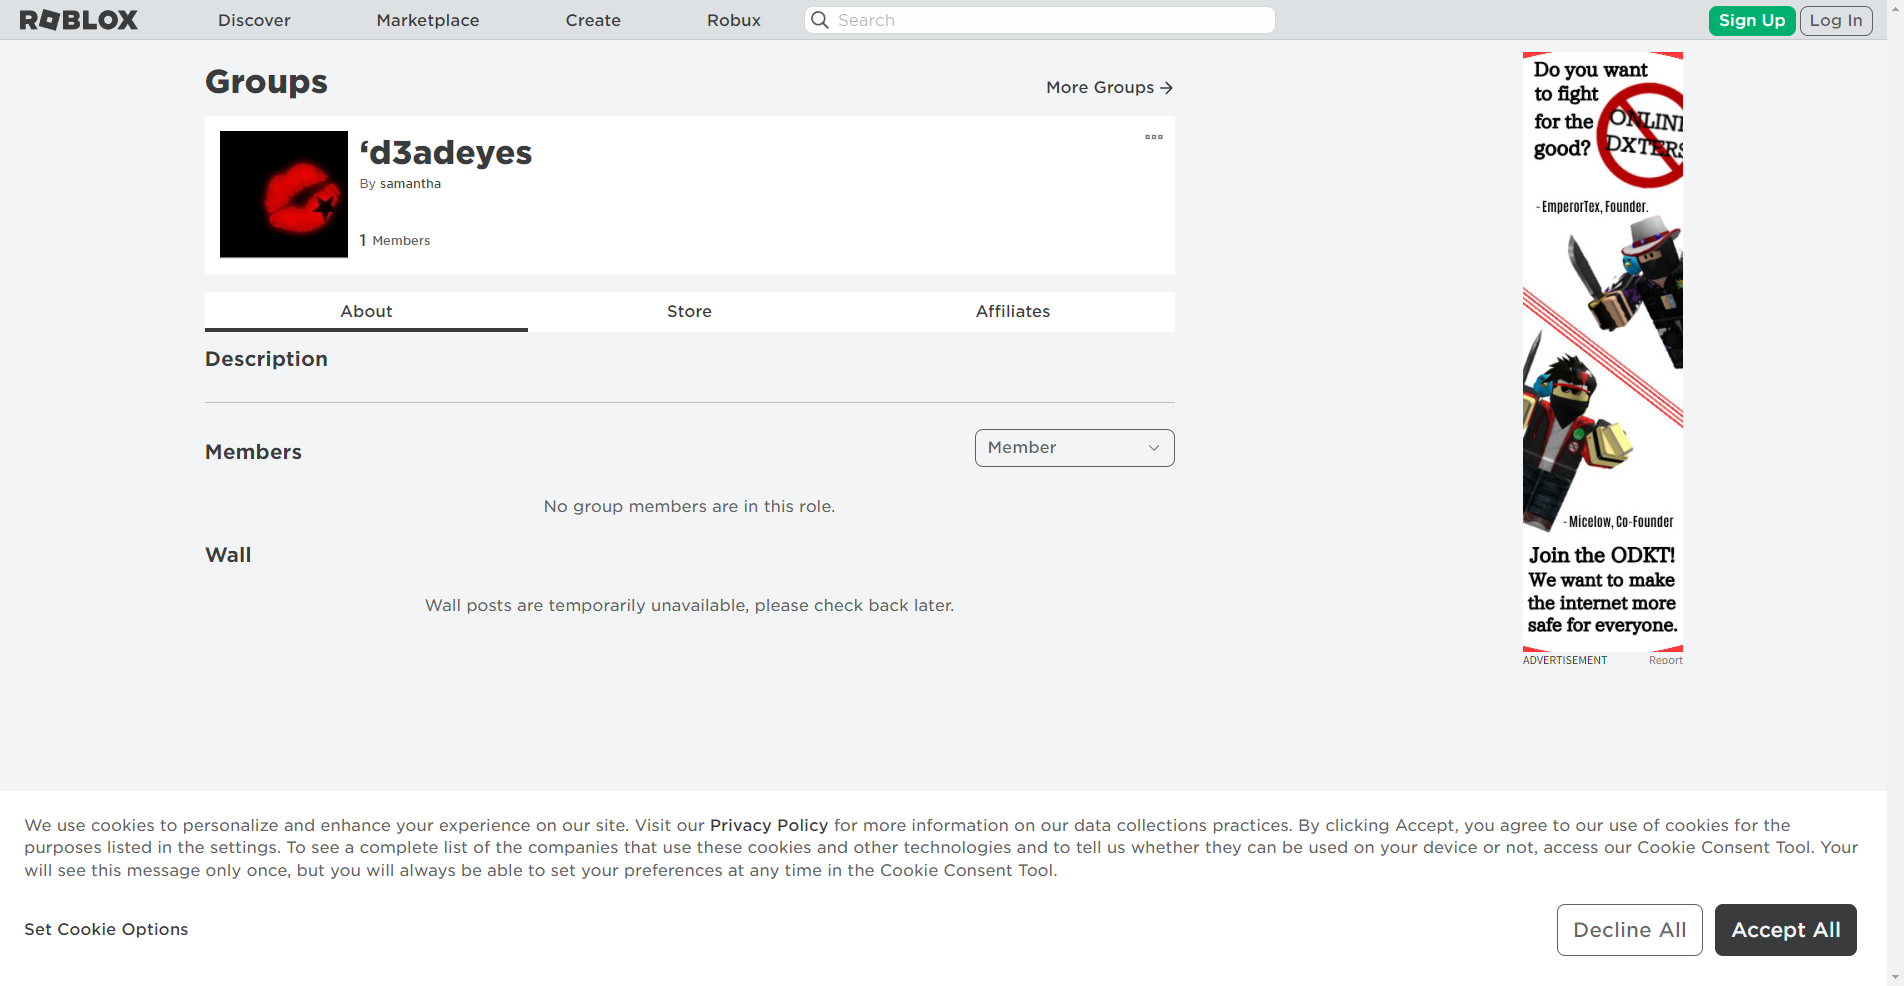 ROBLOX
Discover
Marketplace
Create
Robux
Search
Sign Up
Log In
Groups
More Groups →
‘d3adeyes
By samantha
1 Members
About
Store
Affiliates
Description
Members
Member
No group members are in this role.
Wall
Wall posts are temporarily unavailable, please check back later.
Do you want
to fight
for the
good?
ONLINE
DXTERS
- EmperorTex, Founder.
- Micelow, Co-Founder
Join the ODKT!
We want to make
the internet more
safe for everyone.
ADVERTISEMENT
Report
We use cookies to personalize and enhance your experience on our site. Visit our Privacy Policy for more information on our data collections practices. By clicking Accept, you agree to our use of cookies for the
purposes listed in the settings. To see a complete list of the companies that use these cookies and other technologies and to tell us whether they can be used on your device or not, access our Cookie Consent Tool. Your
will see this message only once, but you will always be able to set your preferences at any time in the Cookie Consent Tool.
Set Cookie Options
Decline All
Accept All